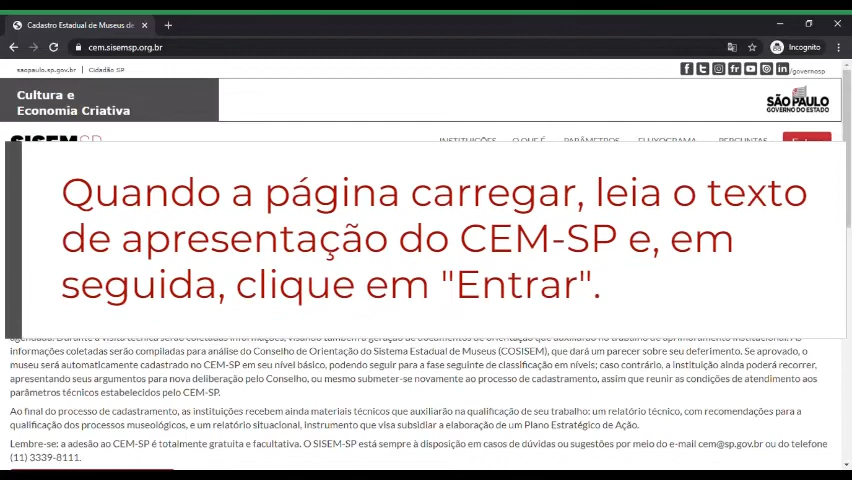 Cadastro Estadual de Museus de
cem.sisemsp.org.br
Incognito
saopaulo.sp.gov.br
Cidadão SP
/governosp
Cultura e
Economia Criativa
SÃO PAULO
GOVERNO DO ESTADO
SISEMSP
INSTITUIÇÕES O QUE É PARÂMETROS FLUXOGRAMA PERGUNTAS
Quando a página carregar, leia o texto
de apresentação do CEM-SP e, em
seguida, clique em "Entrar".
agendada. Durante a visita técnica serão coletadas informações, visando também a geração de documentos de orientação que auxiliarão no trabalho de aprimoramento institucional. As
informações coletadas serão compiladas para análise do Conselho de Orientação do Sistema Estadual de Museus (COSISEM), que dará um parecer sobre seu deferimento. Se aprovado, o
museu será automaticamente cadastrado no CEM-SP em seu nível básico, podendo seguir para a fase seguinte de classificação em níveis; caso contrário, a instituição ainda poderá recorrer,
apresentando seus argumentos para nova deliberação pelo Conselho, ou mesmo submeter-se novamente ao processo de cadastramento, assim que reunir as condições de atendimento aos
parâmetros técnicos estabelecidos pelo CEM-SP.
Ao final do processo de cadastramento, as instituições recebem ainda materiais técnicos que auxiliarão na qualificação de seu trabalho: um relatório técnico, com recomendações para a
qualificação dos processos museológicos, e um relatório situacional, instrumento que visa subsidiar a elaboração de um Plano Estratégico de Ação.
Lembre-se: a adesão ao CEM-SP é totalmente gratuita e facultativa. O SISEM-SP está sempre à disposição em casos de dúvidas ou sugestões por meio do e-mail cem@sp.gov.br ou do telefone
(11) 3339-8111.